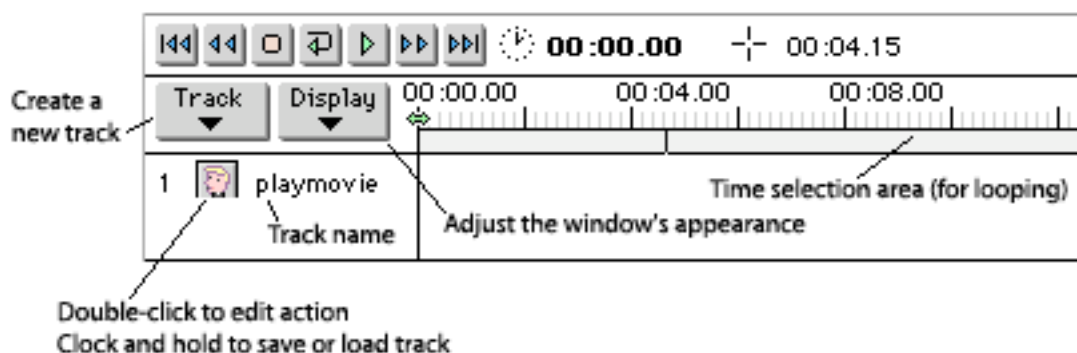 00:00.00 00:04.15
Create a
new track
Track Display 00:00.00 00:04.00 00:08.00
1 playmovie
Time selection area (for looping)
Track name
Adjust the window's appearance
Double-click to edit action
Clock and hold to save or load track